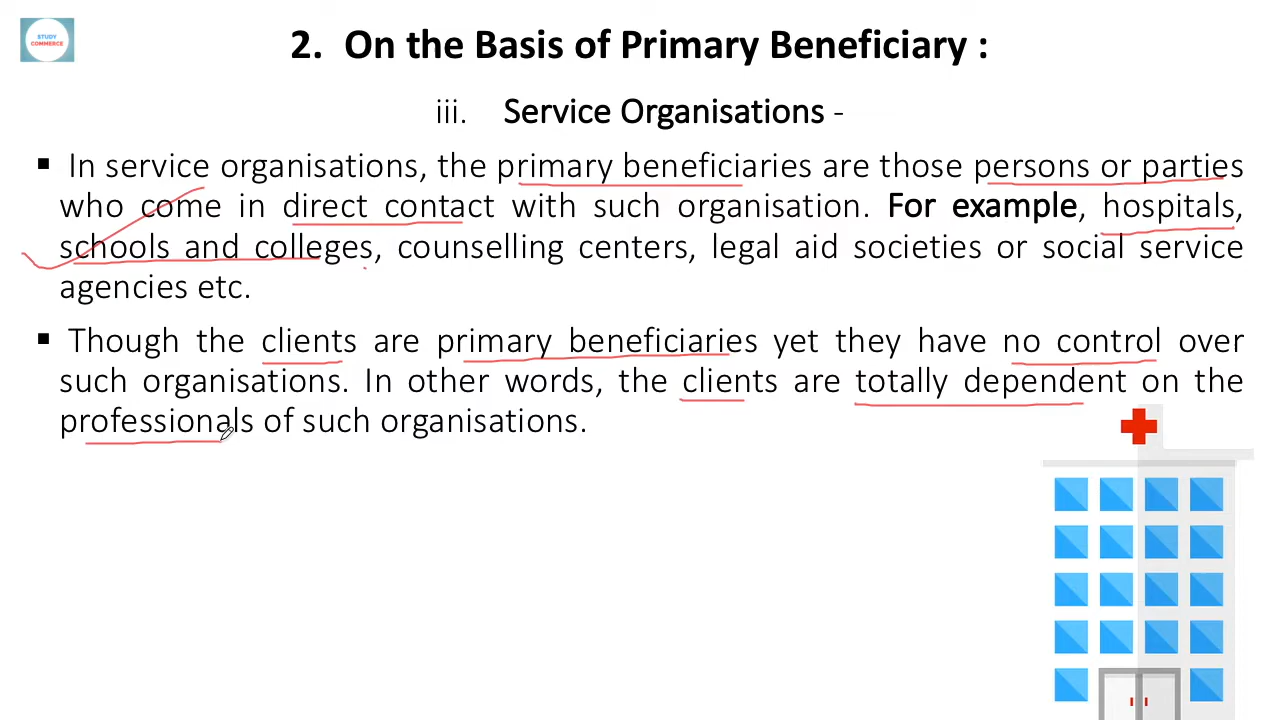 STUDY
COMMERCE
2. On the Basis of Primary Beneficiary :
iii. Service Organisations -
▪ In service organisations, the primary beneficiaries are those persons or parties
who come in direct contact with such organisation. For example, hospitals,
schools and colleges, counselling centers, legal aid societies or social service
agencies etc.
▪ Though the clients are primary beneficiaries yet they have no control over
such organisations. In other words, the clients are totally dependent on the
professionals of such organisations.